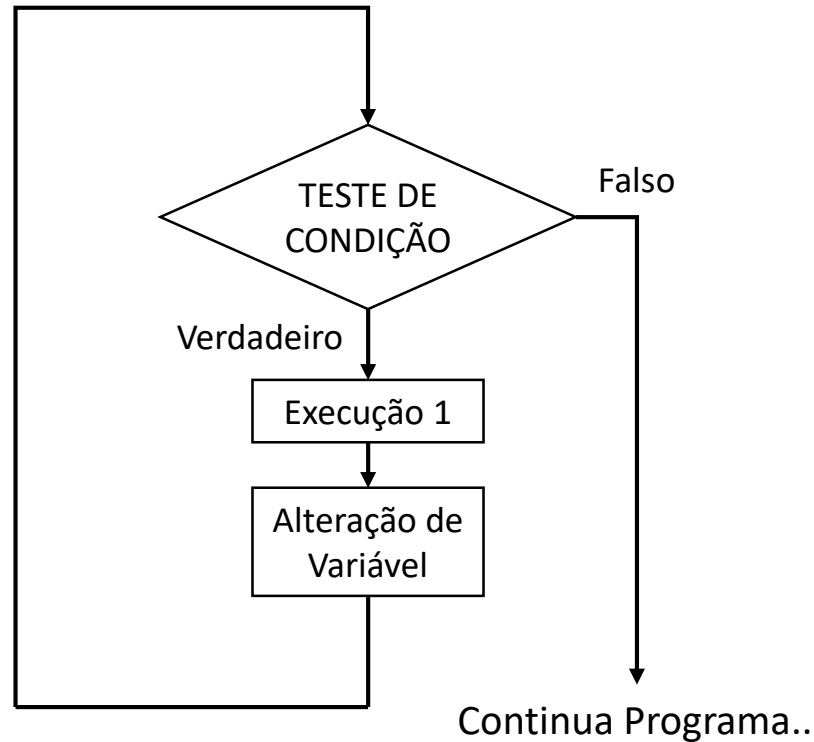 TESTE DE
CONDIÇÃO
Falso
Verdadeiro
Execução 1
Alteração de
Variável
Continua Programa..